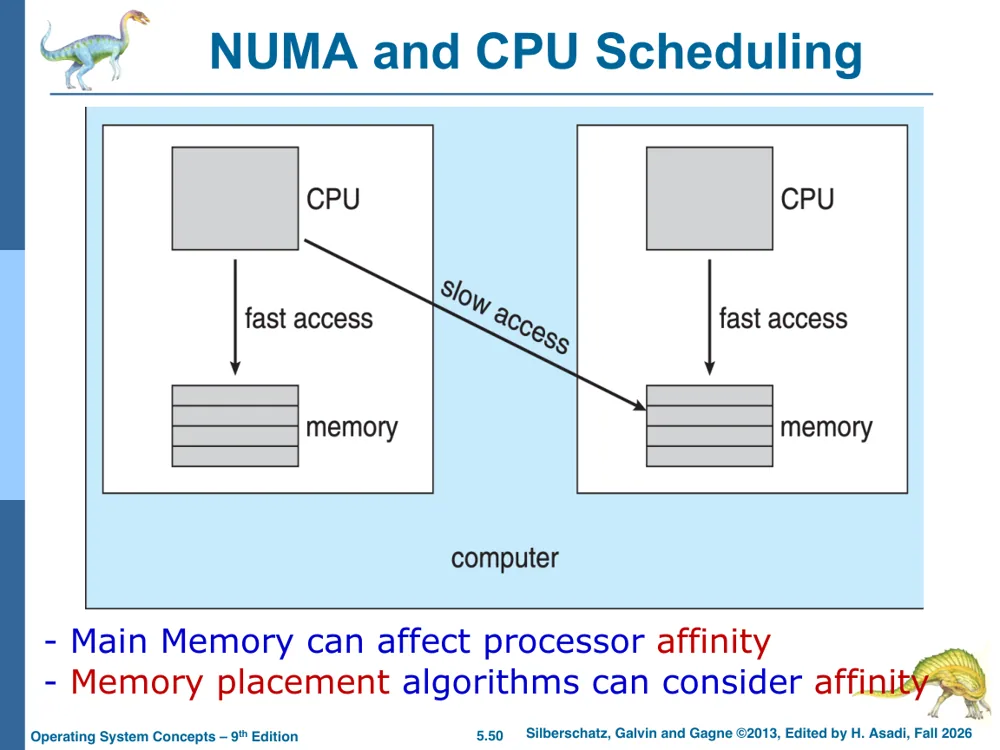 NUMA and CPU Scheduling
CPU
CPU
fast access
slow access
fast access
memory
memory
computer
- Main Memory can affect processor affinity
- Memory placement algorithms can consider affinity
Operating System Concepts – 9th Edition
5.50
Silberschatz, Galvin and Gagne ©2013, Edited by H. Asadi, Fall 2026